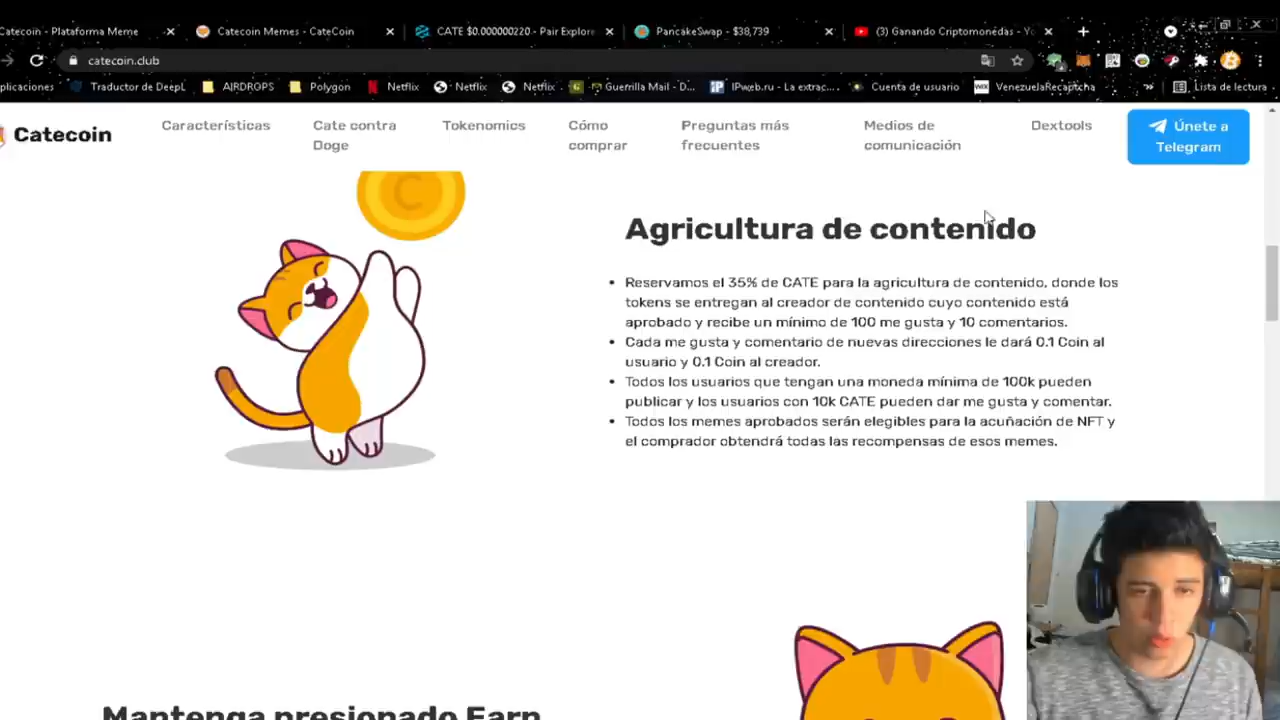 Catecoin - Plataforma Meme
Catecoin Memes - CateCoin
CATE $0.000000220 - Pair Explore
PancakeSwap - $38,739
(3) Ganando Criptomonedas - Yo
catecoin.club
plicaciones
Traductor de DeepL
AIRDROPS
Polygon
Netflix
Netflix
Netflix
Guerrilla Mail - D...
IPweb.ru - La extrac...
Cuenta de usuario
VenezuelaRecaptcha
Lista de lectura
Catecoin
Características
Cate contra
Doge
Tokenomics
Cómo
comprar
Preguntas más
frecuentes
Medios de
comunicación
Dextools
Únete a
Telegram
C
Agricultura de contenido
Reservamos el 35% de CATE para la agricultura de contenido, donde los
tokens se entregan al creador de contenido cuyo contenido está
aprobado y recibe un mínimo de 100 me gusta y 10 comentarios.
Cada me gusta y comentario de nuevas direcciones le dará 0.1 Coin al
usuario y 0.1 Coin al creador.
Todos los usuarios que tengan una moneda mínima de 100k pueden
publicar y los usuarios con 10k CATE pueden dar me gusta y comentar.
Todos los memes aprobados serán elegibles para la acuñación de NFT y
el comprador obtendrá todas las recompensas de esos memes.
Mantenga presionado Earn